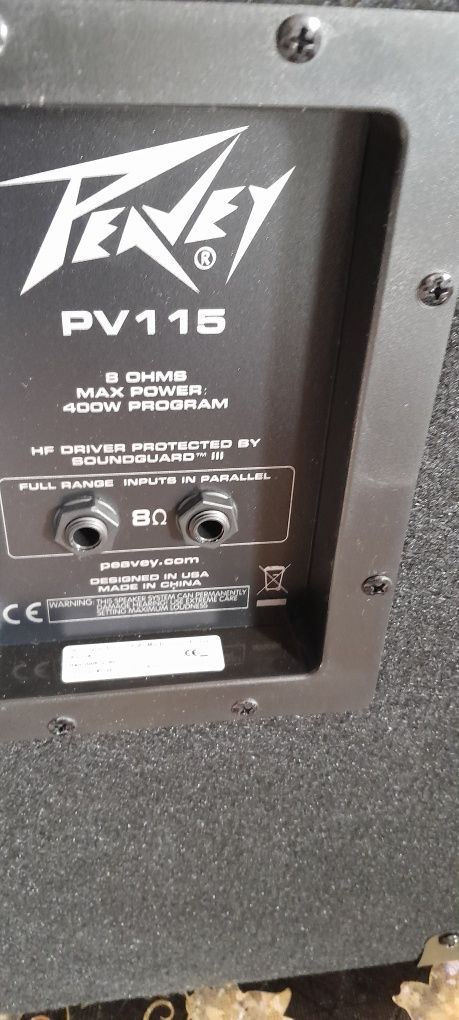 PEAVEY®
PV115
8 OHMS
MAX POWER:
400W PROGRAM
HF DRIVER PROTECTED BY
SOUNDGUARD™ III
FULL RANGE INPUTS IN PARALLEL
8Ω
peavey.com
DESIGNED IN USA
MADE IN CHINA
CE
WARNING: THIS SPEAKER SYSTEM CAN PERMANENTLY
DAMAGE HEARING! USE EXTREME CARE
SETTING MAXIMUM LOUDNESS
CE
CE